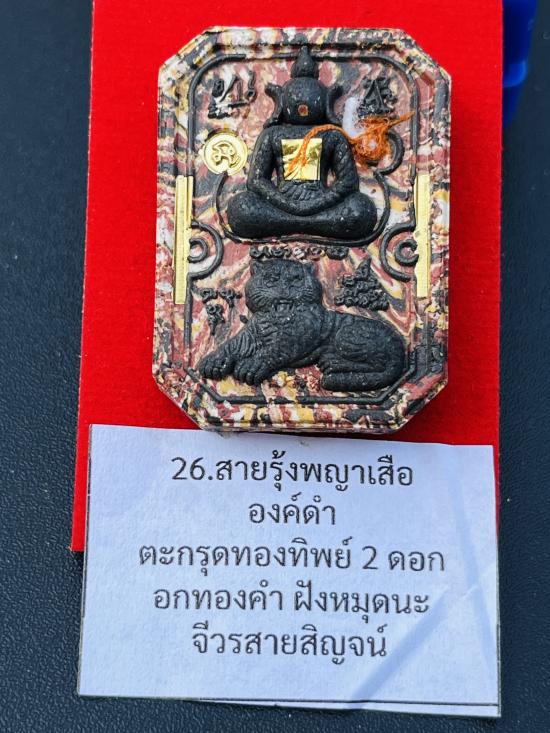 26.สายรุ้งพญาเสือ
องค์ดำ
ตะกรุดทองทิพย์ 2 ดอก
อกทองคำ ฝังหมุดนะ
จีวรสายสิญจน์